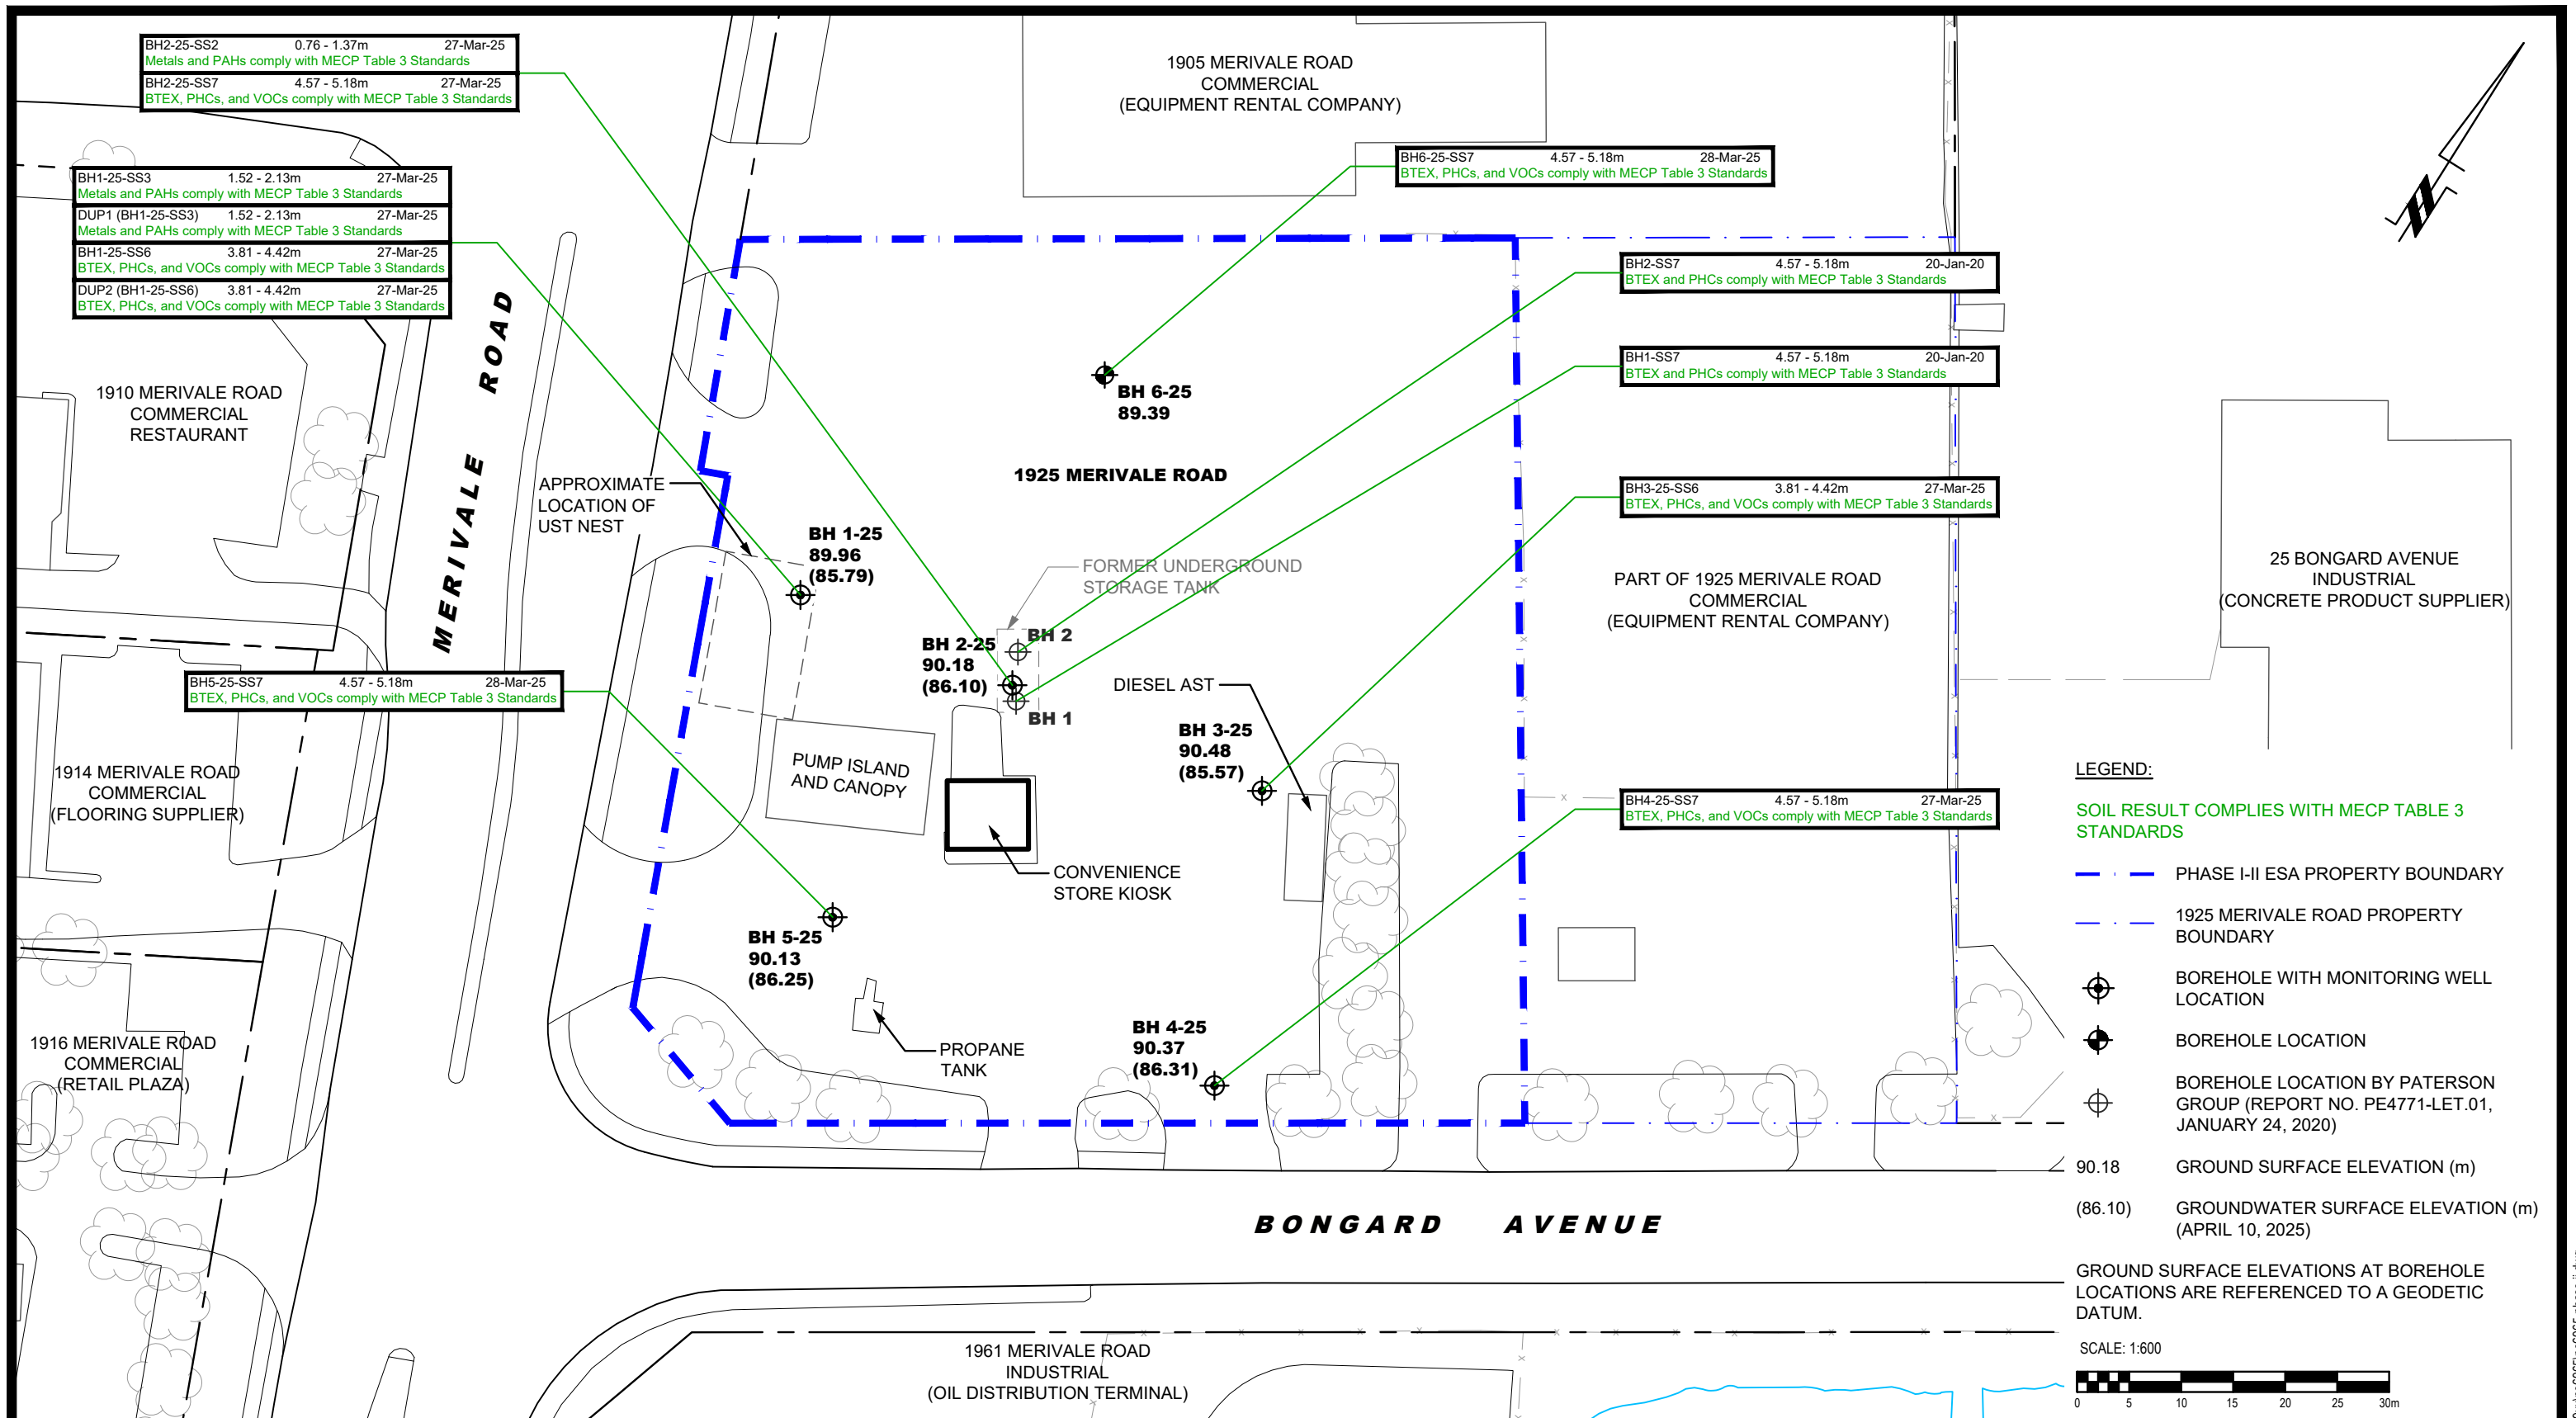 BH2-25-SS2 0.76 - 1.37m 27-Mar-25
Metals and PAHs comply with MECP Table 3 Standards
BH2-25-SS7 4.57 - 5.18m 27-Mar-25
BTEX, PHCs, and VOCs comply with MECP Table 3 Standards
1905 MERIVALE ROAD
COMMERCIAL
(EQUIPMENT RENTAL COMPANY)
BH6-25-SS7 4.57 - 5.18m 28-Mar-25
BTEX, PHCs, and VOCs comply with MECP Table 3 Standards
BH1-25-SS3 1.52 - 2.13m 27-Mar-25
Metals and PAHs comply with MECP Table 3 Standards
DUP1 (BH1-25-SS3) 1.52 - 2.13m 27-Mar-25
Metals and PAHs comply with MECP Table 3 Standards
BH1-25-SS6 3.81 - 4.42m 27-Mar-25
BTEX, PHCs, and VOCs comply with MECP Table 3 Standards
DUP2 (BH1-25-SS6) 3.81 - 4.42m 27-Mar-25
BTEX, PHCs, and VOCs comply with MECP Table 3 Standards
BH2-SS7 4.57 - 5.18m 20-Jan-20
BTEX and PHCs comply with MECP Table 3 Standards
BH1-SS7 4.57 - 5.18m 20-Jan-20
BTEX and PHCs comply with MECP Table 3 Standards
1910 MERIVALE ROAD
COMMERCIAL
RESTAURANT
MERIVALE ROAD
BH 6-25
89.39
1925 MERIVALE ROAD
APPROXIMATE
LOCATION OF
UST NEST
BH3-25-SS6 3.81 - 4.42m 27-Mar-25
BTEX, PHCs, and VOCs comply with MECP Table 3 Standards
BH 1-25
89.96
(85.79)
FORMER UNDERGROUND
STORAGE TANK
PART OF 1925 MERIVALE ROAD
COMMERCIAL
(EQUIPMENT RENTAL COMPANY)
25 BONGARD AVENUE
INDUSTRIAL
(CONCRETE PRODUCT SUPPLIER)
BH 2
BH 2-25
90.18
(86.10)
BH 1
DIESEL AST
BH5-25-SS7 4.57 - 5.18m 28-Mar-25
BTEX, PHCs, and VOCs comply with MECP Table 3 Standards
BH 3-25
90.48
(85.57)
PUMP ISLAND
AND CANOPY
1914 MERIVALE ROAD
COMMERCIAL
(FLOORING SUPPLIER)
BH4-25-SS7 4.57 - 5.18m 27-Mar-25
BTEX, PHCs, and VOCs comply with MECP Table 3 Standards
CONVENIENCE
STORE KIOSK
BH 5-25
90.13
(86.25)
PROPANE
TANK
BH 4-25
90.37
(86.31)
1916 MERIVALE ROAD
COMMERCIAL
(RETAIL PLAZA)
BONGARD AVENUE
1961 MERIVALE ROAD
INDUSTRIAL
(OIL DISTRIBUTION TERMINAL)
LEGEND:
SOIL RESULT COMPLIES WITH MECP TABLE 3
STANDARDS
PHASE I-II ESA PROPERTY BOUNDARY
1925 MERIVALE ROAD PROPERTY
BOUNDARY
BOREHOLE WITH MONITORING WELL
LOCATION
BOREHOLE LOCATION
BOREHOLE LOCATION BY PATERSON
GROUP (REPORT NO. PE4771-LET.01,
JANUARY 24, 2020)
90.18 GROUND SURFACE ELEVATION (m)
(86.10) GROUNDWATER SURFACE ELEVATION (m)
(APRIL 10, 2025)
GROUND SURFACE ELEVATIONS AT BOREHOLE
LOCATIONS ARE REFERENCED TO A GEODETIC
DATUM.
SCALE: 1:600
0 5 10 15 20 25 30m